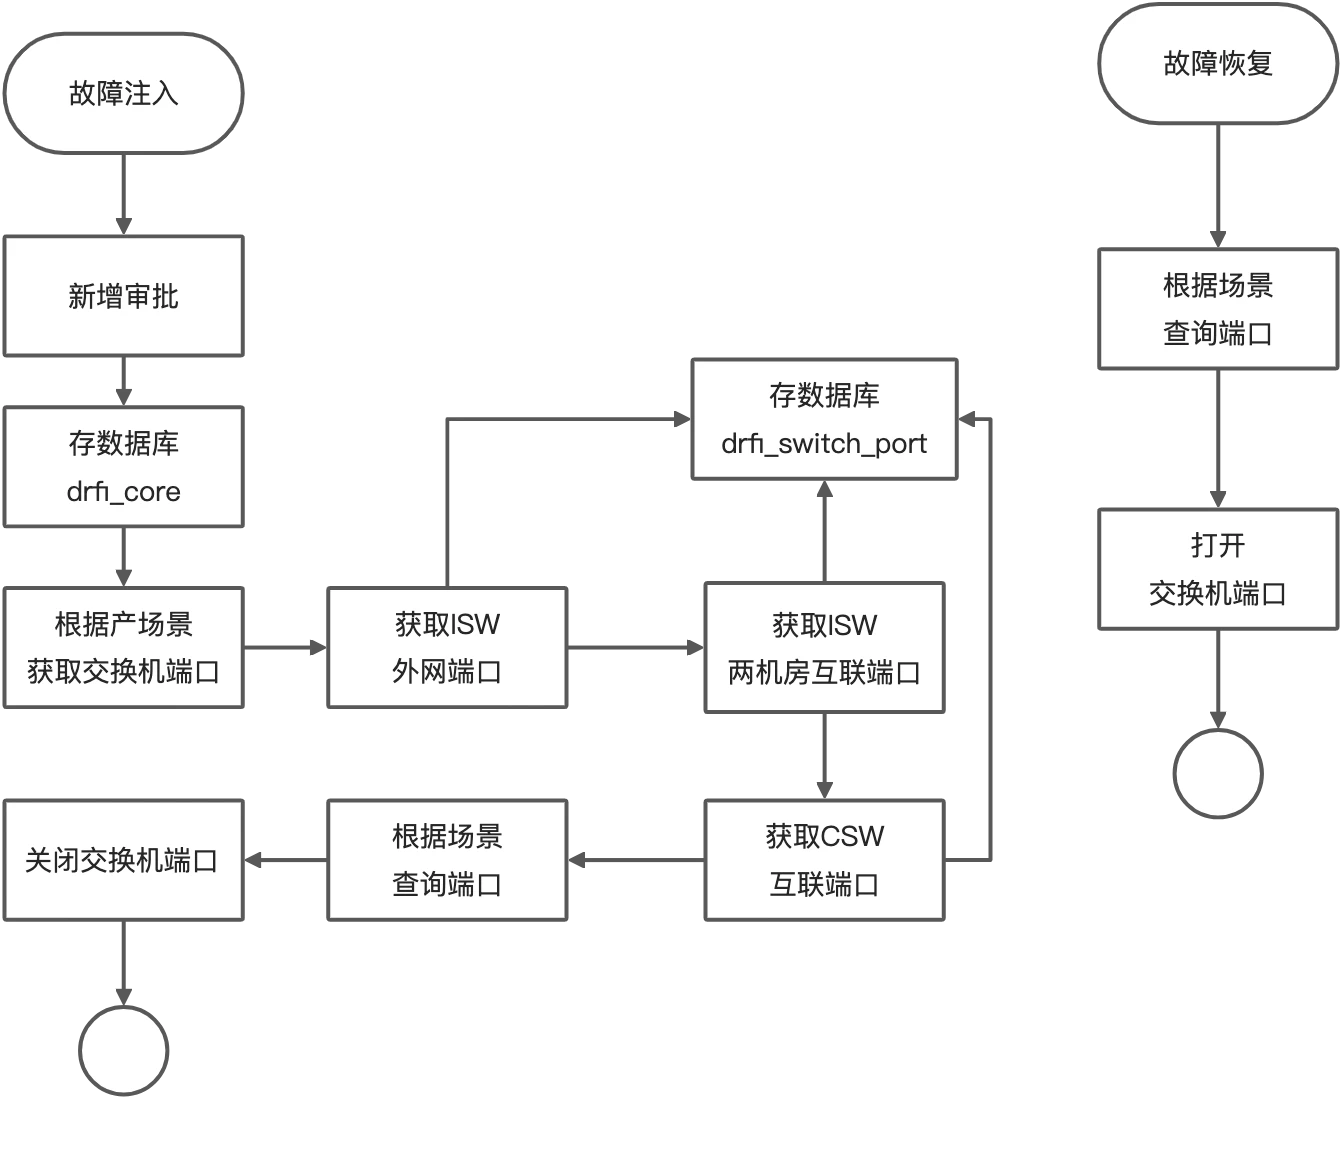 故障注入
新增审批
存数据库
drfi_core
根据产场景
获取交换机端口
获取ISW
外网端口
获取ISW
两机房互联端口
存数据库
drfi_switch_port
获取CSW
互联端口
根据场景
查询端口
关闭交换机端口
故障恢复
根据场景
查询端口
打开
交换机端口